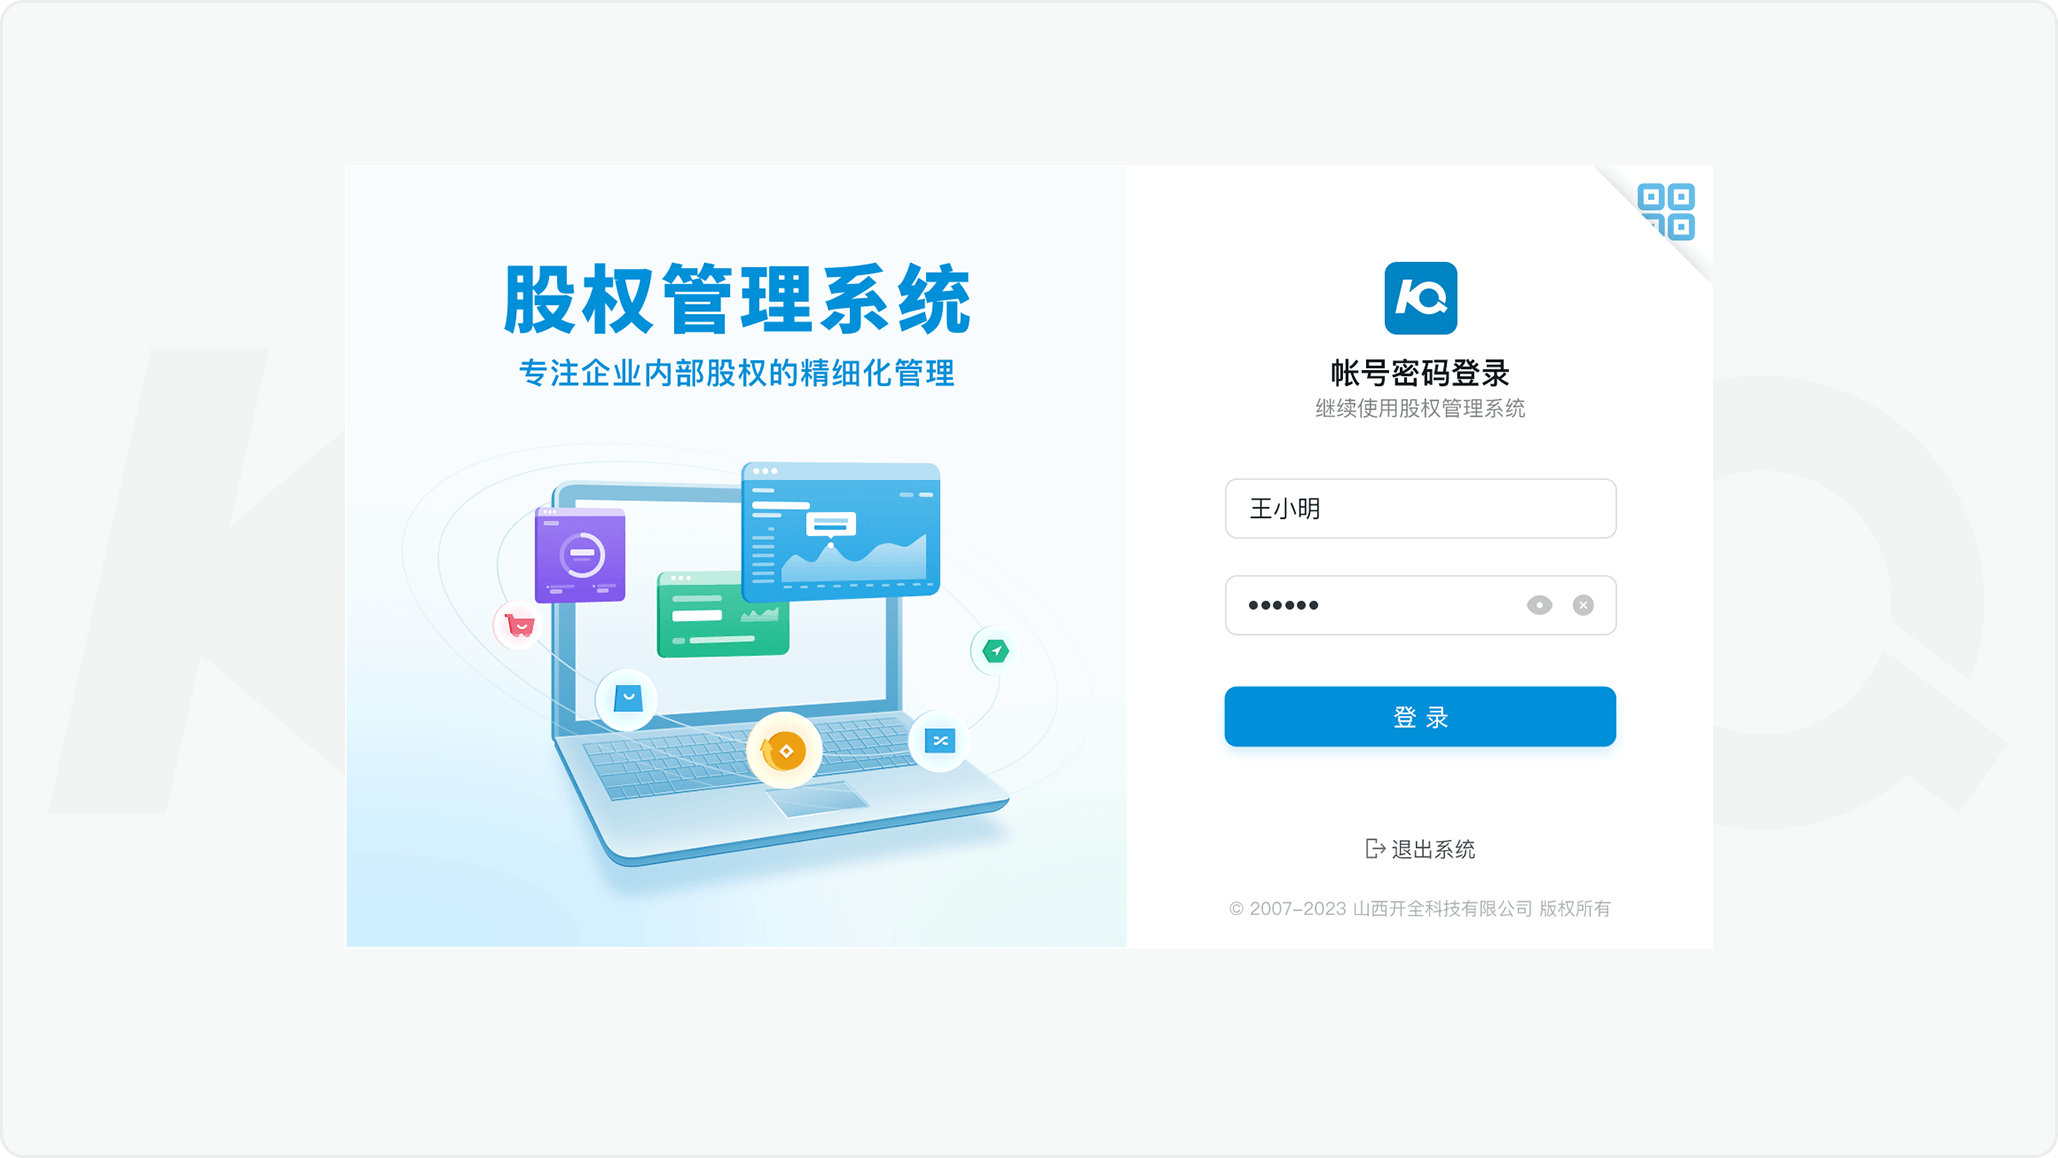 股权管理系统
专注企业内部股权的精细化管理
KQ
帐号密码登录
继续使用股权管理系统
王小明
••••••
登 录
退出系统
© 2007-2023 山西开全科技有限公司 版权所有